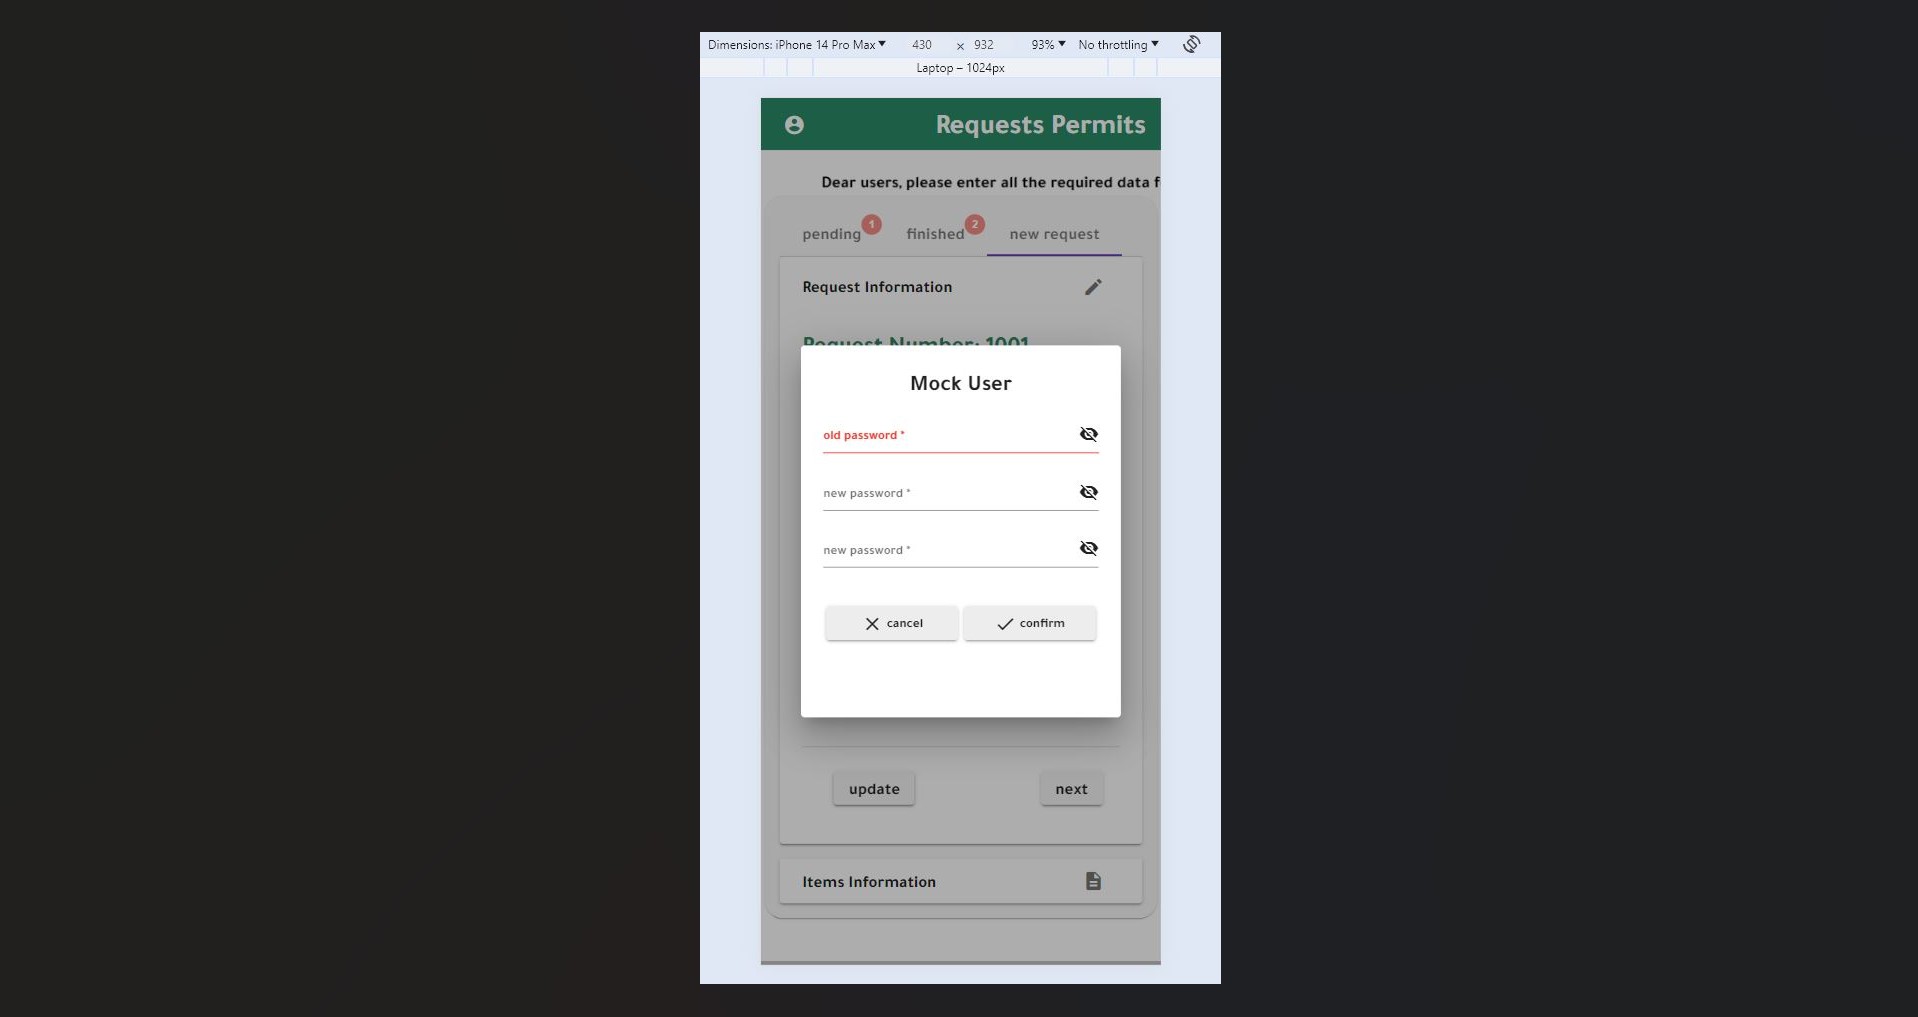 Dimensions: iPhone 14 Pro Max 430 x 932 93% No throttling
Laptop – 1024px
Requests Permits
Dear users, please enter all the required data f
pending 1 finished 2 new request
Request Information
Request Number: 1001
Mock User
old password *
new password *
new password *
cancel confirm
update next
Items Information